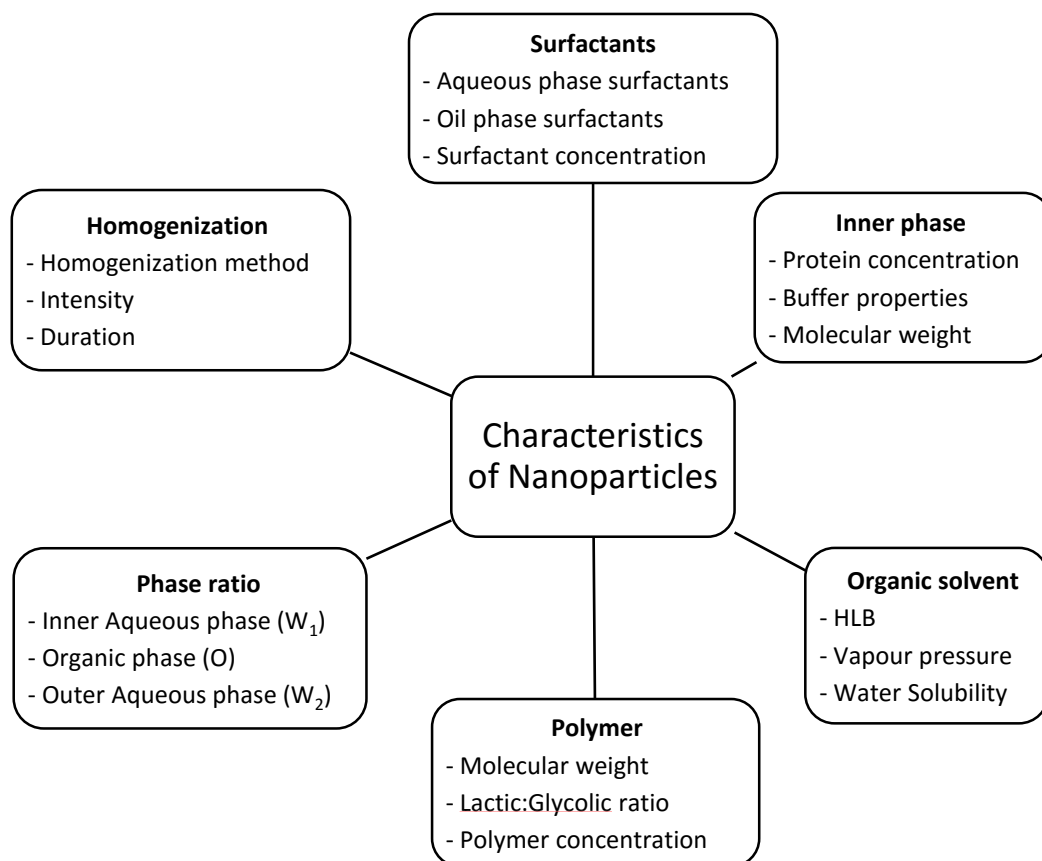 Surfactants
- Aqueous phase surfactants
- Oil phase surfactants
- Surfactant concentration
Homogenization
- Homogenization method
- Intensity
- Duration
Inner phase
- Protein concentration
- Buffer properties
- Molecular weight
Characteristics
of Nanoparticles
Phase ratio
- Inner Aqueous phase (W₁)
- Organic phase (O)
- Outer Aqueous phase (W₂)
Organic solvent
- HLB
- Vapour pressure
- Water Solubility
Polymer
- Molecular weight
- Lactic:Glycolic ratio
- Polymer concentration